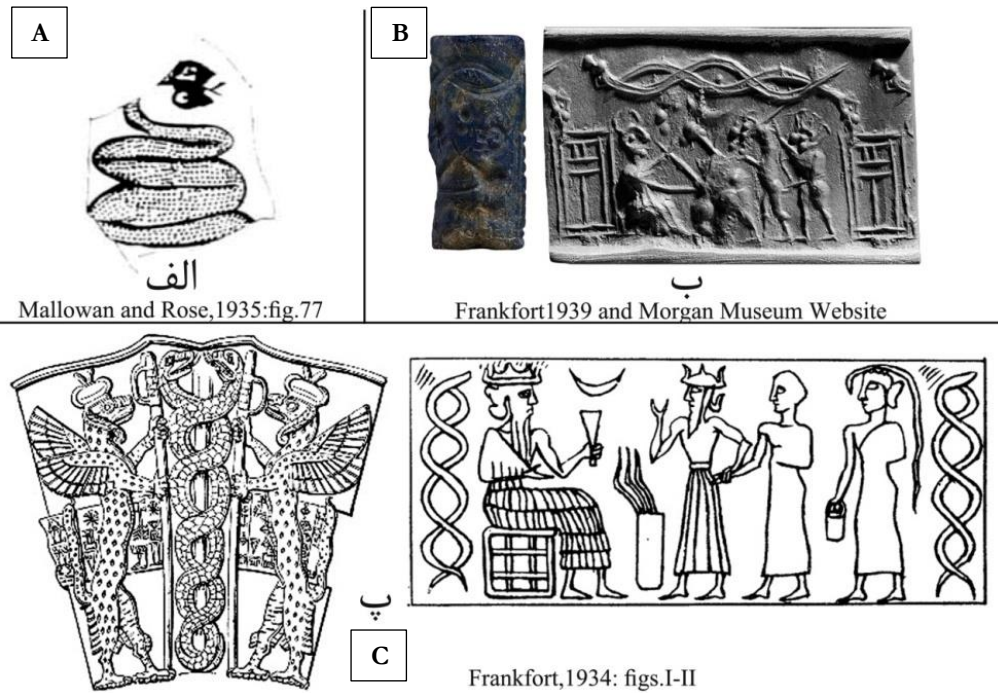 A
B
الف
Mallowan and Rose,1935:fig.77
ب
Frankfort1939 and Morgan Museum Website
پ
C
Frankfort,1934: figs.I-II